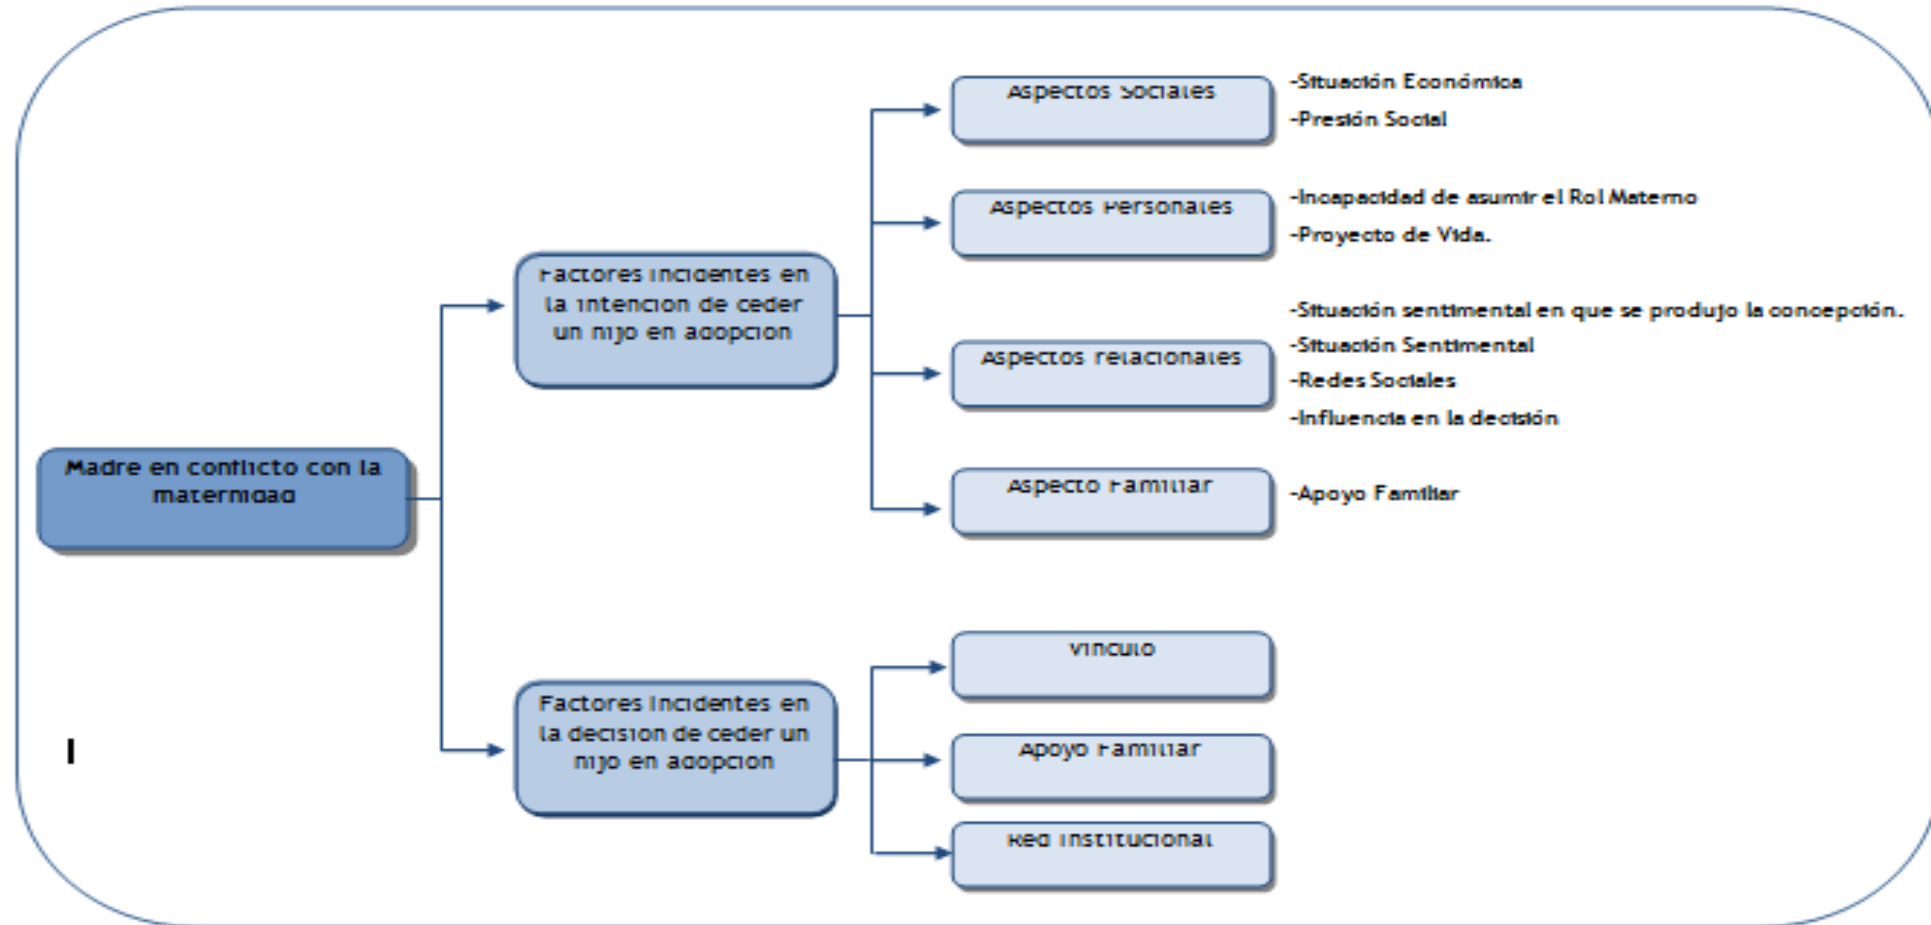 Madre en conflicto con la
maternidad
Factores incidentes en
la intención de ceder
un hijo en adopción
Aspectos Sociales
-Situación Económica
-Presión Social
Aspectos Personales
-Incapacidad de asumir el Rol Materno
-Proyecto de Vida.
Aspectos relacionales
-Situación sentimental en que se produjo la concepción.
-Situación Sentimental
-Redes Sociales
-Influencia en la decisión
Aspecto Familiar
-Apoyo Familiar
Factores Incidentes en
la decisión de ceder un
hijo en adopción
Vínculo
Apoyo Familiar
Red Institucional
I